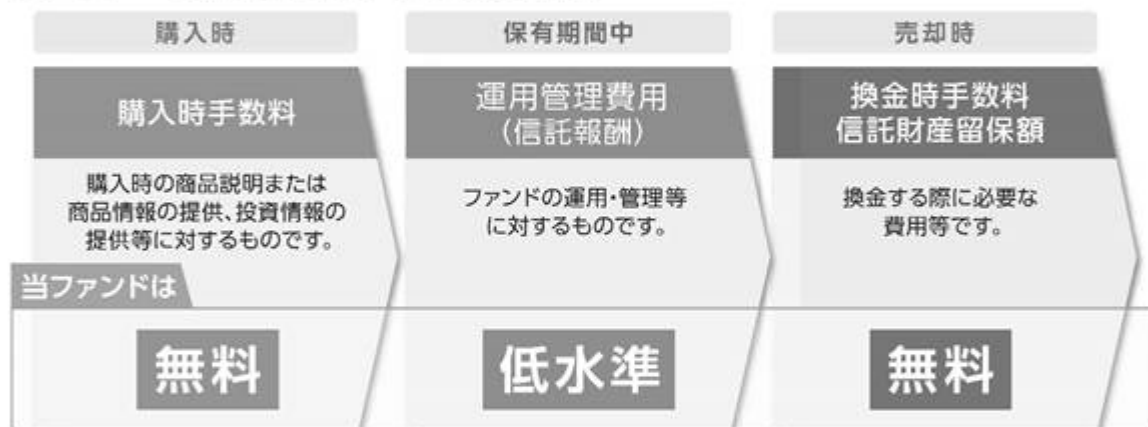 購入時
保有期間中
売却時
購入時手数料
運用管理費用
（信託報酬）
換金時手数料
信託財産留保額
購入時の商品説明または
商品情報の提供、投資情報の
提供等に対するものです。
ファンドの運用・管理等
に対するものです。
換金する際に必要な
費用等です。
当ファンドは
無料
低水準
無料